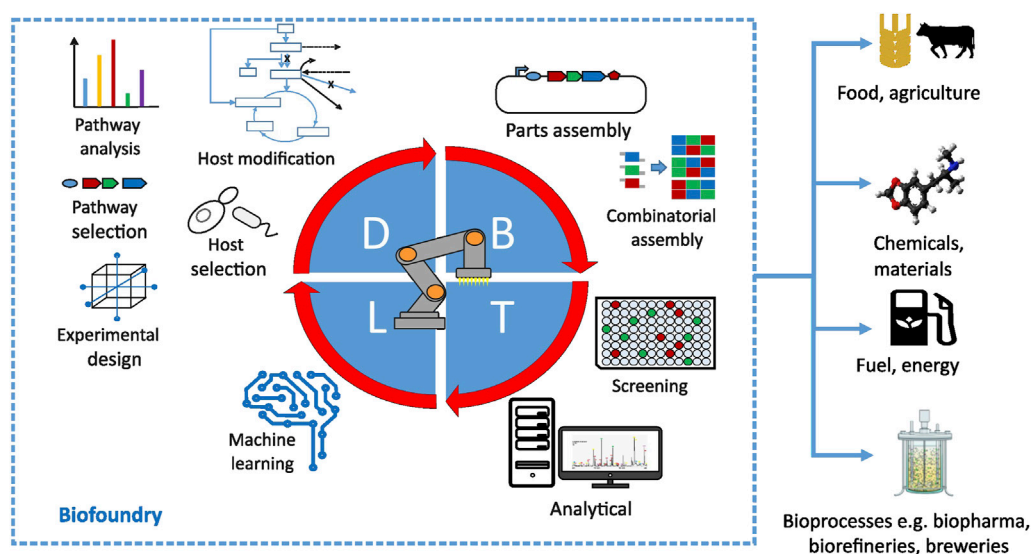 Pathway
analysis
Host modification
Parts assembly
Pathway
selection
Host
selection
Combinatorial
assembly
Experimental
design
D
B
L
T
Screening
Machine
learning
Analytical
Biofoundry
Food, agriculture
Chemicals,
materials
Fuel, energy
Bioprocesses e.g. biopharma,
biorefineries, breweries